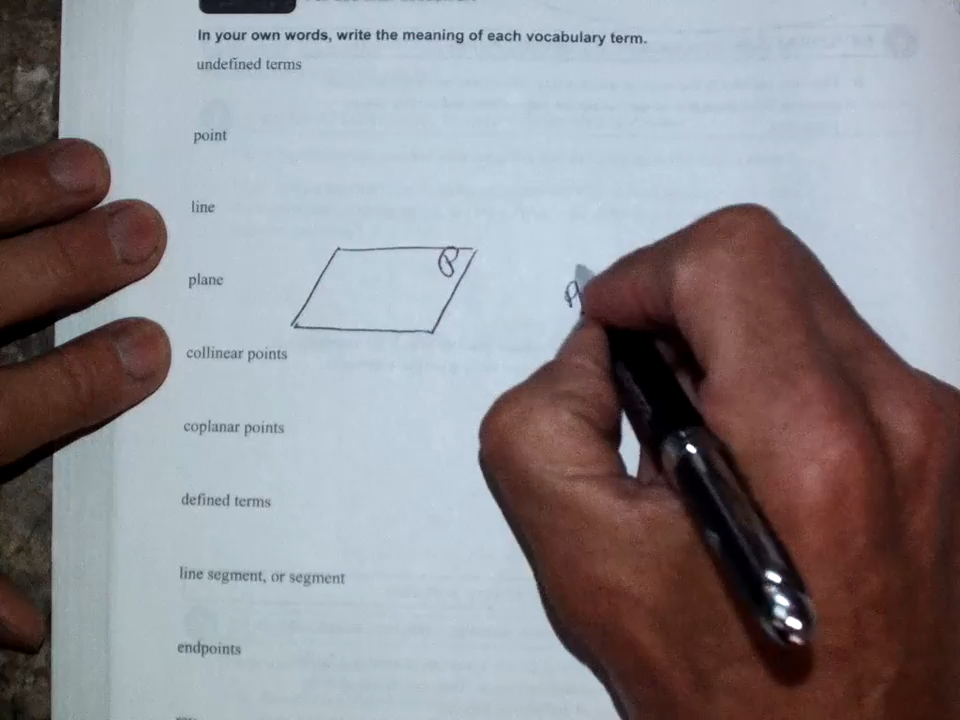 In your own words, write the meaning of each vocabulary term.
undefined terms
point
line
P
plane
collinear points
coplanar points
defined terms
line segment, or segment
endpoints